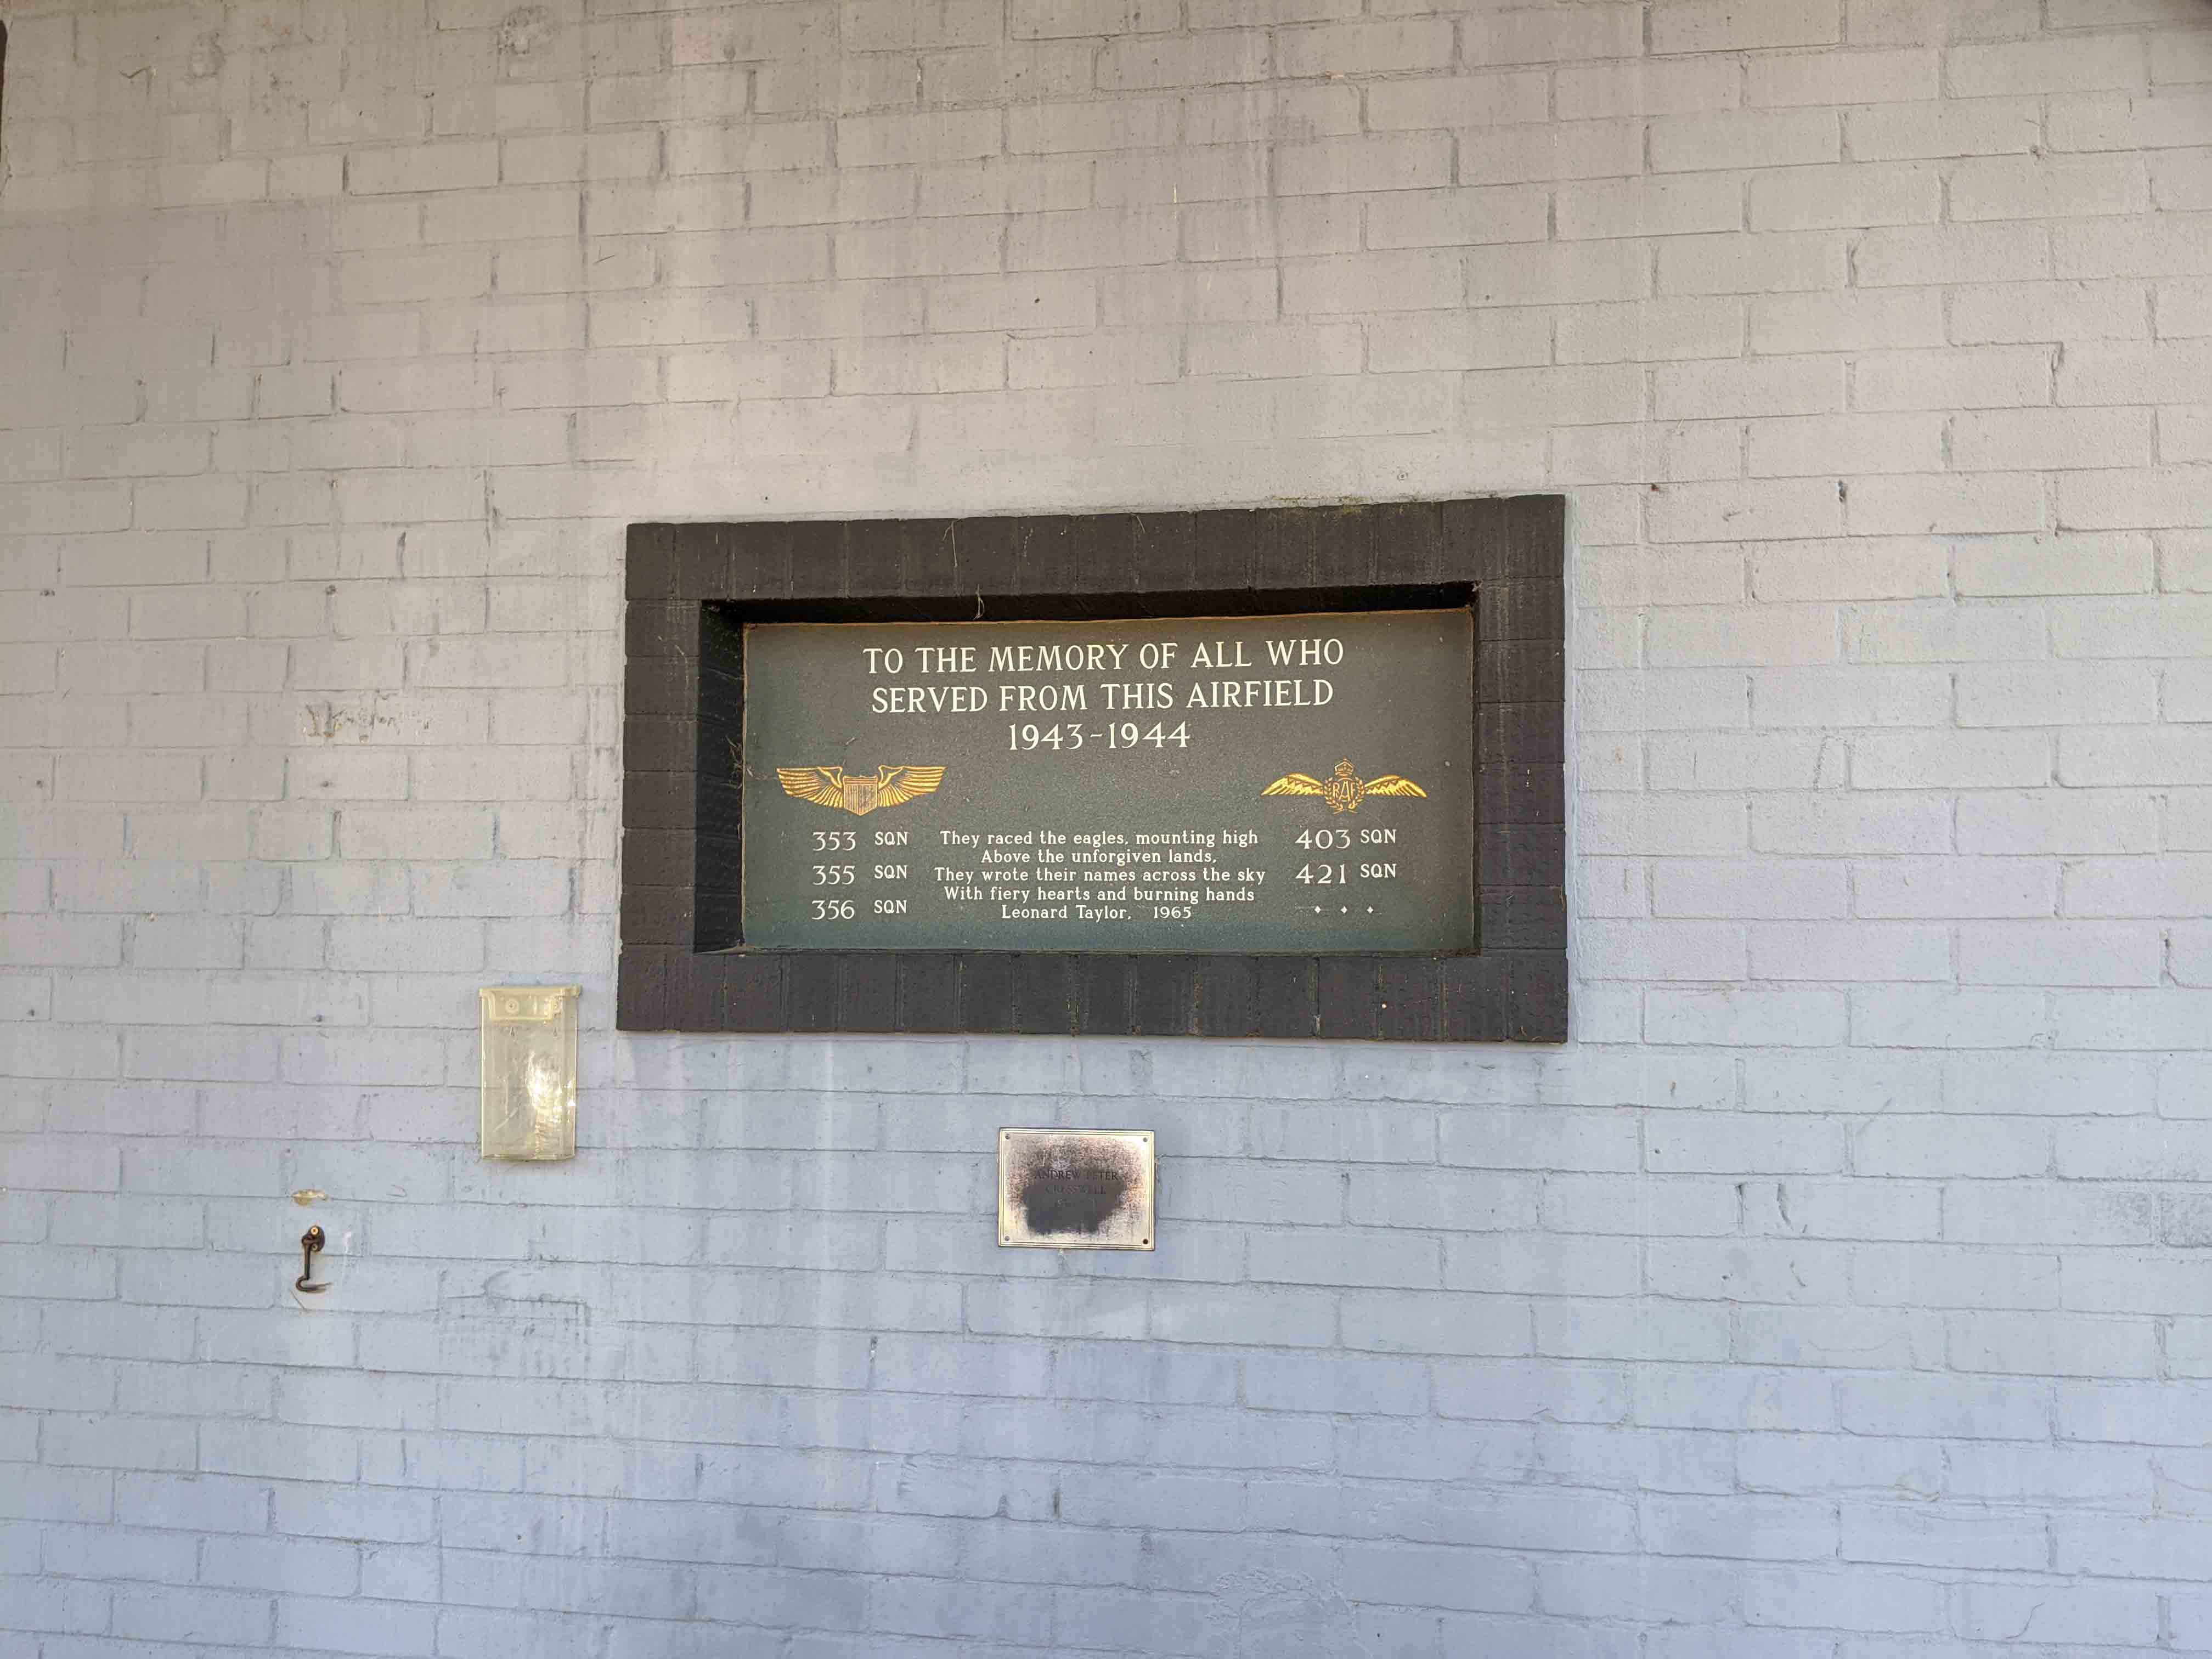 TO THE MEMORY OF ALL WHO
SERVED FROM THIS AIRFIELD
1943-1944
RAF
353 SQN
355 SQN
356 SQN
They raced the eagles, mounting high
Above the unforgiven lands,
They wrote their names across the sky
With fiery hearts and burning hands
Leonard Taylor, 1965
403 SQN
421 SQN
ANDREW PETER
CRESSWELL